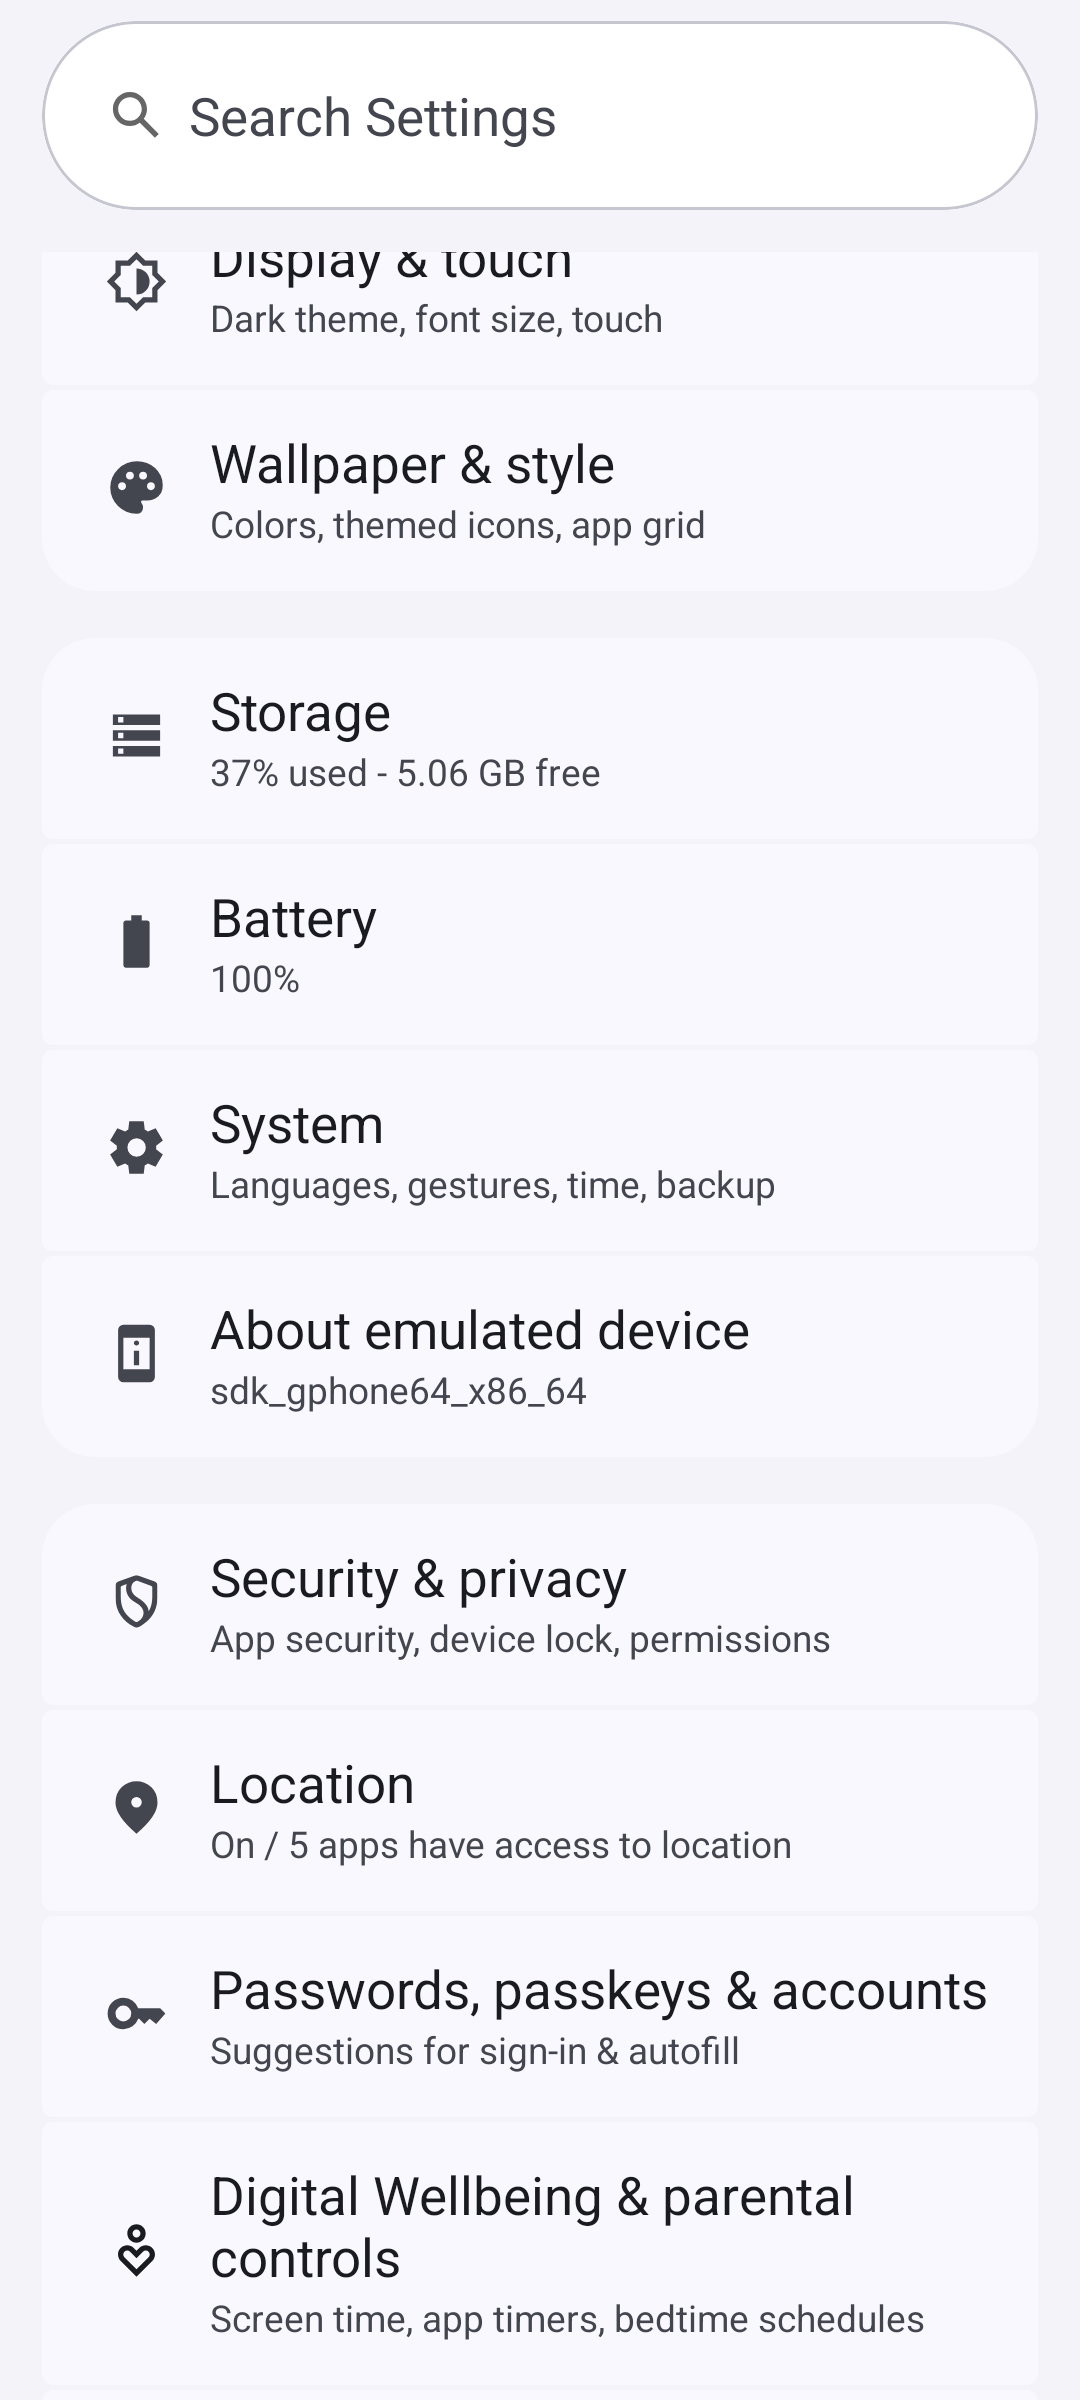 Search Settings
Display & touch
Dark theme, font size, touch
Wallpaper & style
Colors, themed icons, app grid
Storage
37% used - 5.06 GB free
Battery
100%
System
Languages, gestures, time, backup
About emulated device
sdk_gphone64_x86_64
Security & privacy
App security, device lock, permissions
Location
On / 5 apps have access to location
Passwords, passkeys & accounts
Suggestions for sign-in & autofill
Digital Wellbeing & parental
controls
Screen time, app timers, bedtime schedules